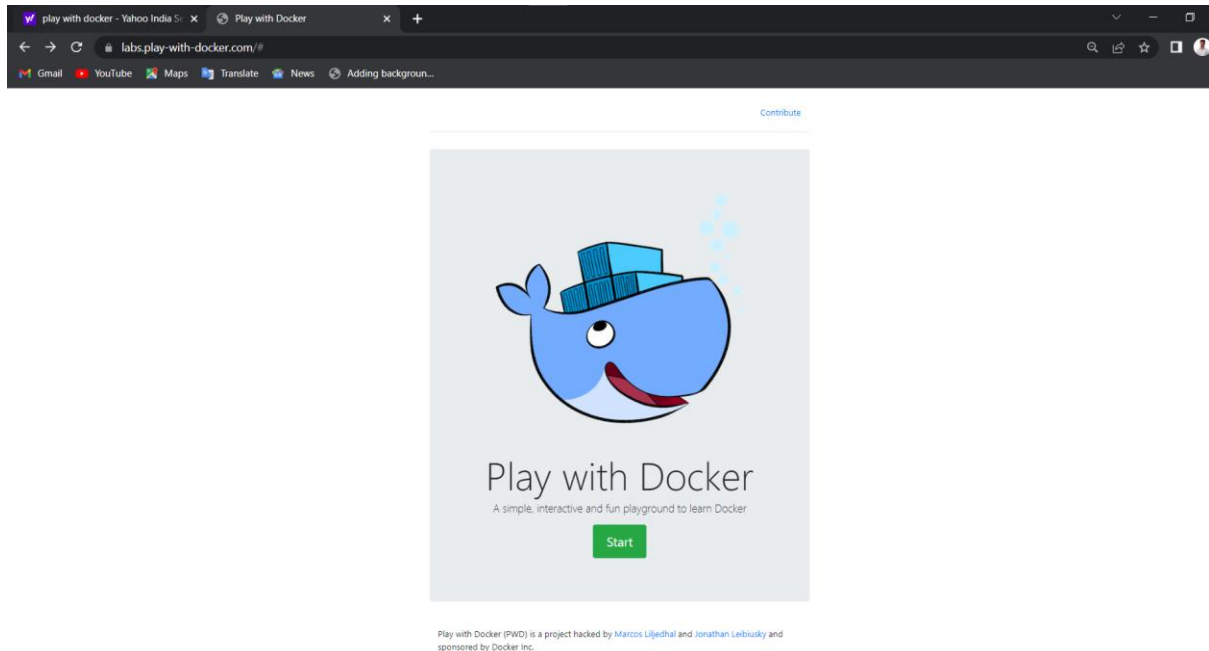 play with docker - Yahoo India Se
Play with Docker
labs.play-with-docker.com/#
Gmail
YouTube
Maps
Translate
News
Adding backgroun...
Contribute
Play with Docker
A simple, interactive and fun playground to learn Docker
Start
Play with Docker (PWD) is a project hacked by Marcos Liljedhal and Jonathan Leibiusky and
sponsored by Docker Inc.